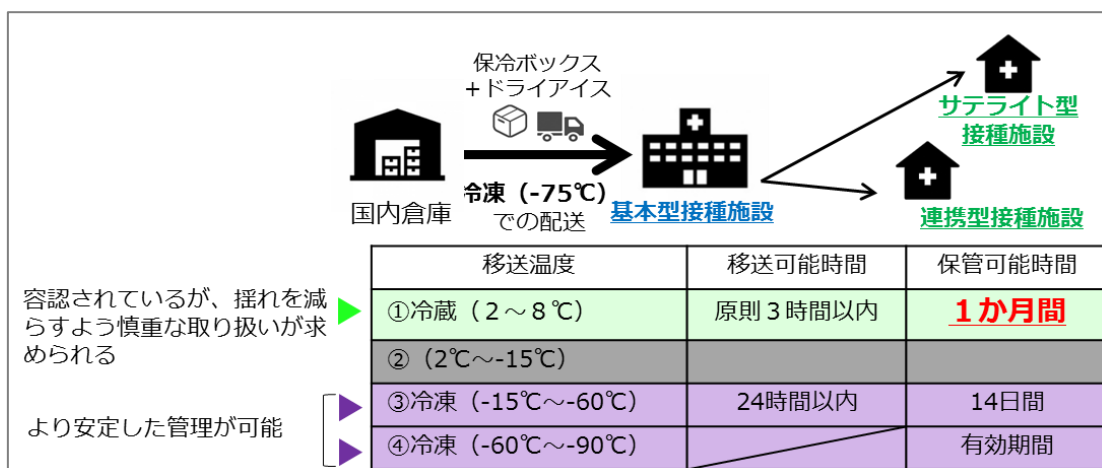 保冷ボックス
＋ドライアイス
サテライト型
接種施設
冷凍（-75℃）
での配送
国内倉庫
基本型接種施設
連携型接種施設
移送温度 移送可能時間 保管可能時間
容認されているが、揺れを減
らすよう慎重な取り扱いが求
められる
①冷蔵（２～８℃） 原則３時間以内 １か月間
②（2℃～-15℃）
より安定した管理が可能
③冷凍（-15℃～-60℃） 24時間以内 14日間
④冷凍（-60℃～-90℃） 有効期間